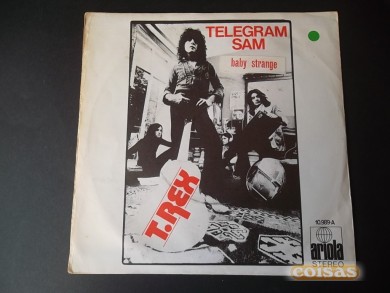 TELEGRAM
SAM
baby strange
T.REX
10.989-A
ariola
STEREO
coisas